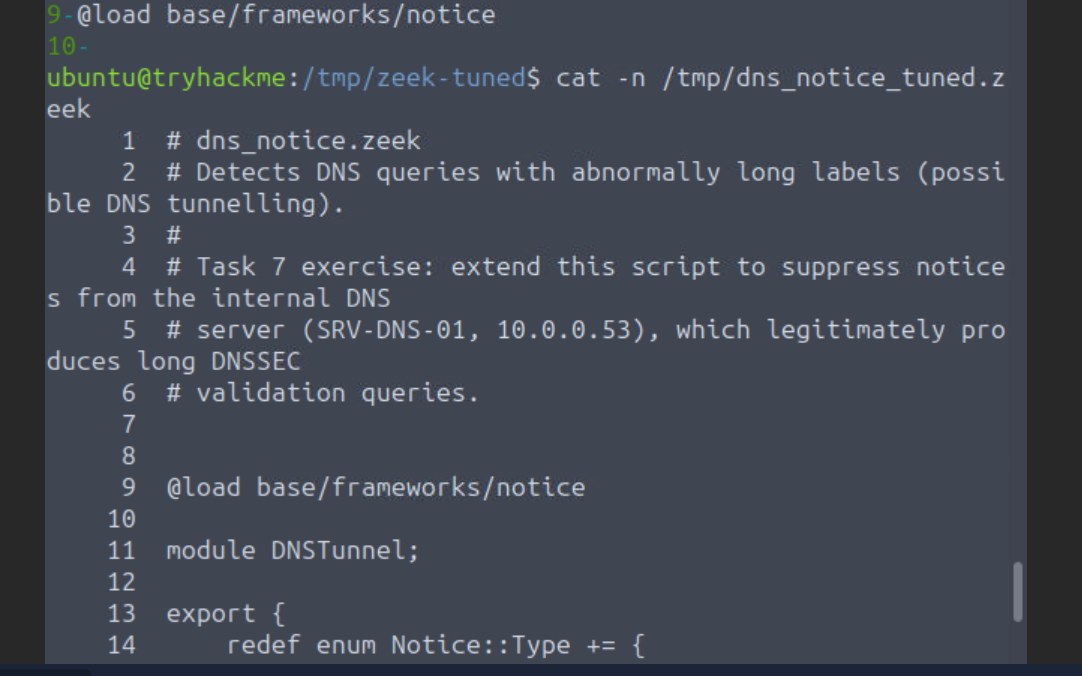 9-@load base/frameworks/notice
10-
ubuntu@tryhackme:/tmp/zeek-tuned$ cat -n /tmp/dns_notice_tuned.z
eek
     1  # dns_notice.zeek
     2  # Detects DNS queries with abnormally long labels (possi
ble DNS tunnelling).
     3  #
     4  # Task 7 exercise: extend this script to suppress notice
s from the internal DNS
     5  # server (SRV-DNS-01, 10.0.0.53), which legitimately pro
duces long DNSSEC
     6  # validation queries.
     7
     8
     9  @load base/frameworks/notice
    10
    11  module DNSTunnel;
    12
    13  export {
    14      redef enum Notice::Type += {